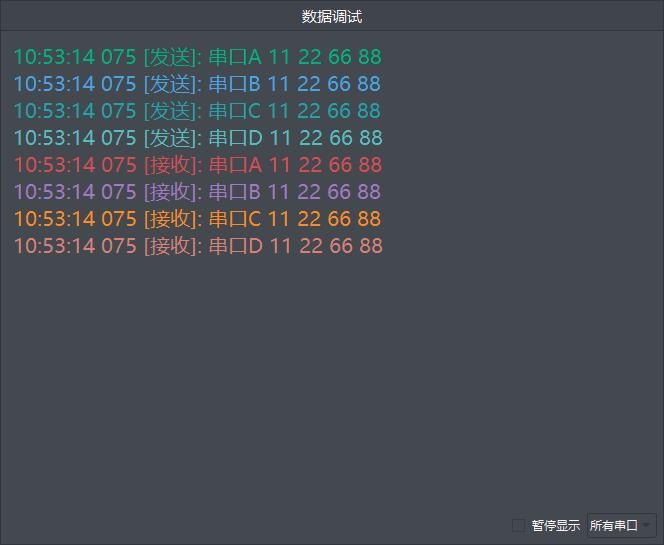 数据调试
10:53:14 075 [发送]: 串口A 11 22 66 88
10:53:14 075 [发送]: 串口B 11 22 66 88
10:53:14 075 [发送]: 串口C 11 22 66 88
10:53:14 075 [发送]: 串口D 11 22 66 88
10:53:14 075 [接收]: 串口A 11 22 66 88
10:53:14 075 [接收]: 串口B 11 22 66 88
10:53:14 075 [接收]: 串口C 11 22 66 88
10:53:14 075 [接收]: 串口D 11 22 66 88
暂停显示 所有串口